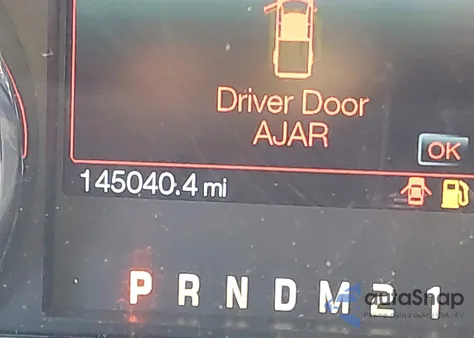 Driver Door
AJAR
OK
145040.4 mi
P R N D M 2 1
autoSnap